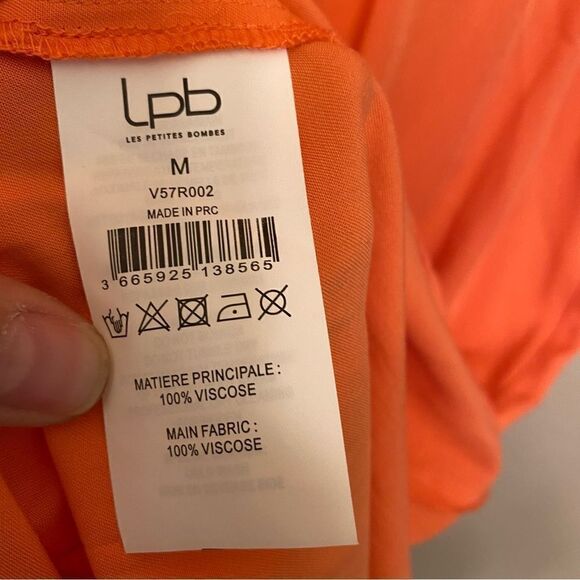 lpb
LES PETITES BOMBES
M
V57R002
MADE IN PRC
3 665925 138565
MATIERE PRINCIPALE :
100% VISCOSE
MAIN FABRIC :
100% VISCOSE